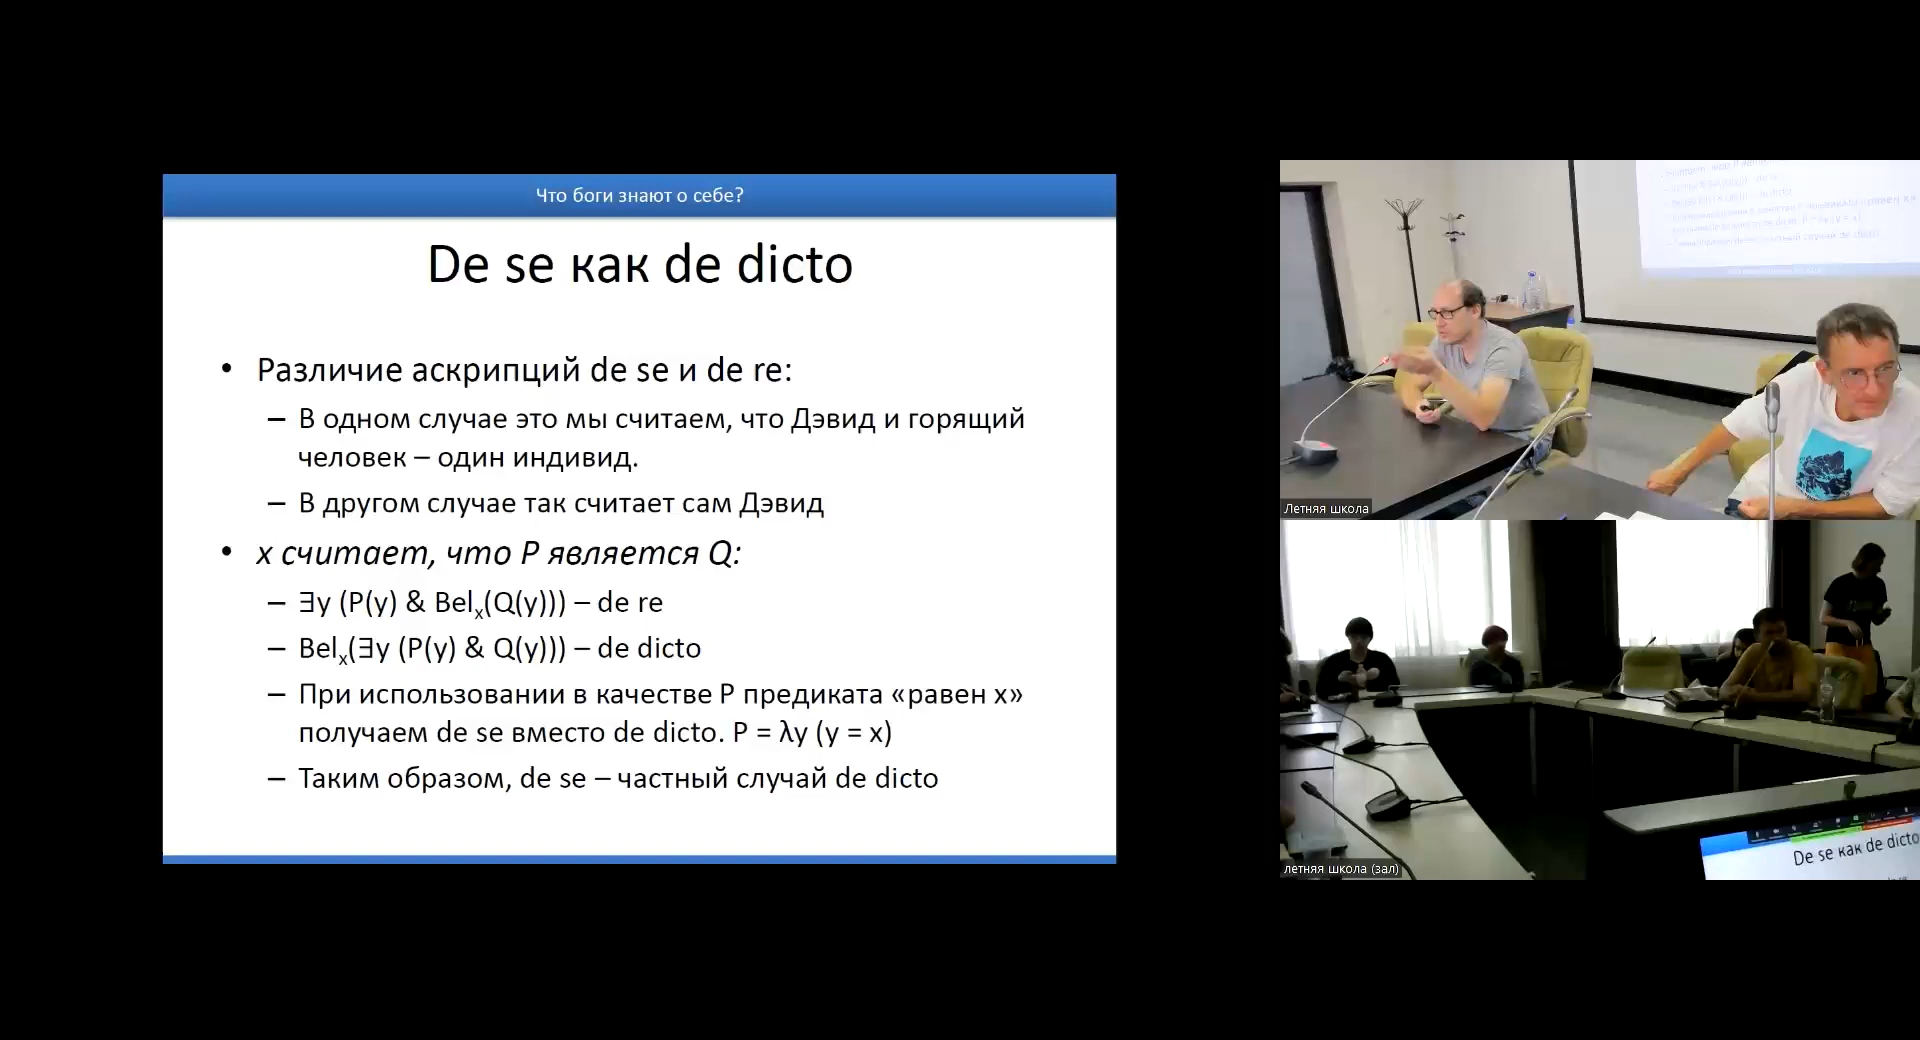 Что боги знают о себе?
De se как de dicto
• Различие аскрипций de se и de re:
– В одном случае это мы считаем, что Дэвид и горящий
человек – один индивид.
– В другом случае так считает сам Дэвид
• x считает, что P является Q:
– ∃y (P(y) & Belx(Q(y))) – de re
– Belx(∃y (P(y) & Q(y))) – de dicto
– При использовании в качестве P предиката «равен x»
получаем de se вместо de dicto. P = λy (y = x)
– Таким образом, de se – частный случай de dicto
Летняя школа
летняя школа (зал)
De se как de dicto